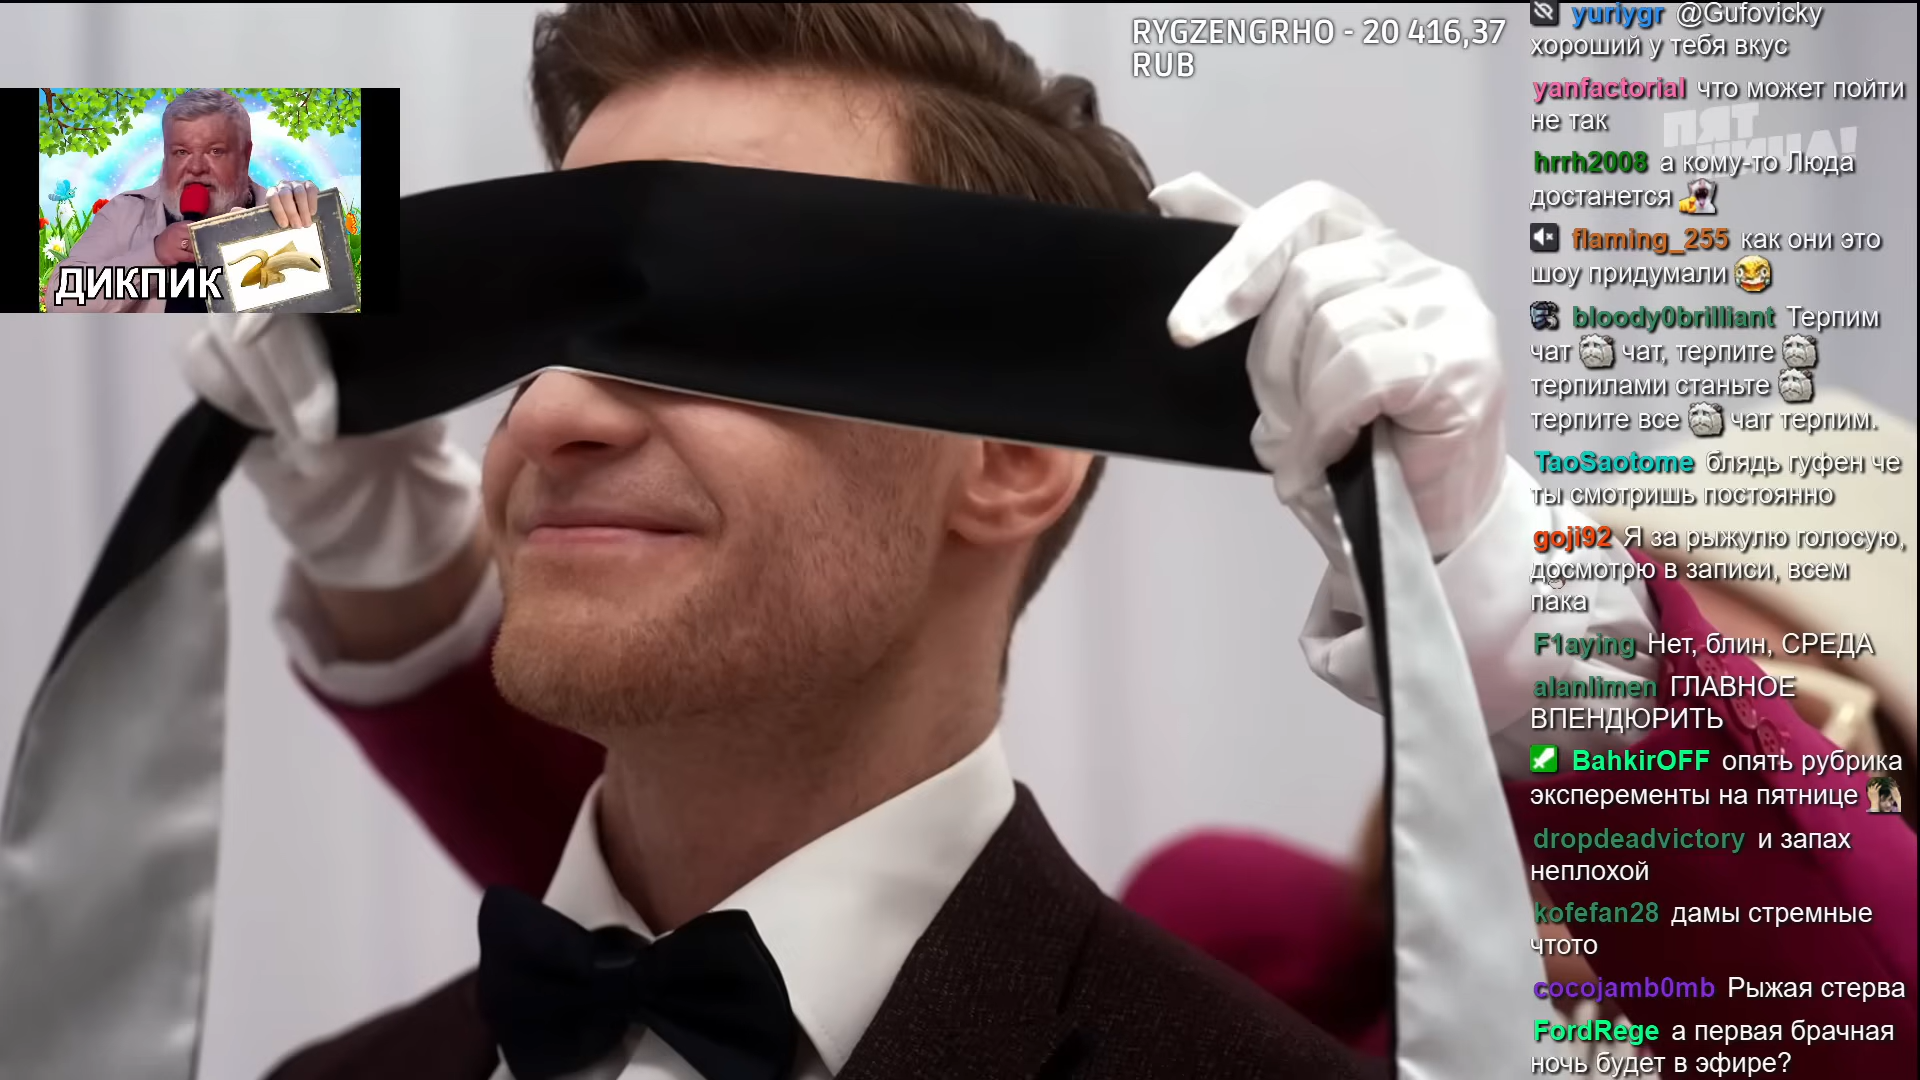 RYGZENGRHO - 20 416,37
RUB
ДИКПИК
yuriygr @Gufovicky
хороший у тебя вкус
yanfactorial что может пойти
не так
ПЯТ
НИЦА!
hrrh2008 а кому-то Люда
достанется
flaming_255 как они это
шоу придумали
bloody0brilliant Терпим
чат чат, терпите
терпилами станьте
терпите все чат терпим.
TaoSaotome блядь гуфен че
ты смотришь постоянно
goji92 Я за рыжулю голосую,
досмотрю в записи, всем
пака
F1aying Нет, блин, СРЕДА
alanlimen ГЛАВНОЕ
ВПЕНДЮРИТЬ
BahkirOFF опять рубрика
эксперементы на пятнице
dropdeadvictory и запах
неплохой
kofefan28 дамы стремные
чтото
cocojamb0mb Рыжая стерва
FordRege а первая брачная
ночь будет в эфире?